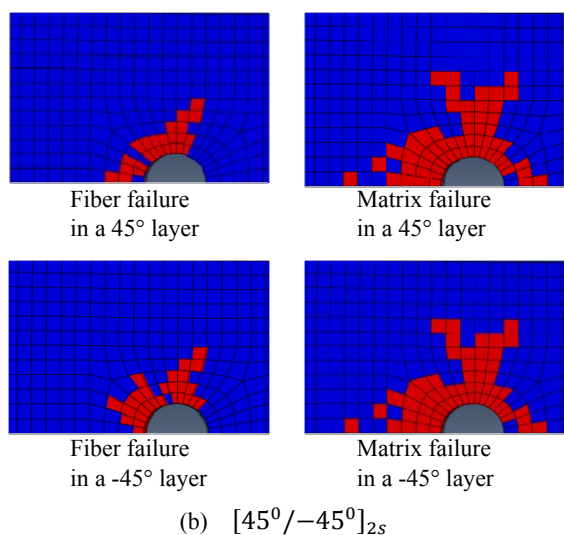 Fiber failure
in a 45° layer
Matrix failure
in a 45° layer
Fiber failure
in a -45° layer
Matrix failure
in a -45° layer
(b) [45⁰/−45⁰]₂ₛ